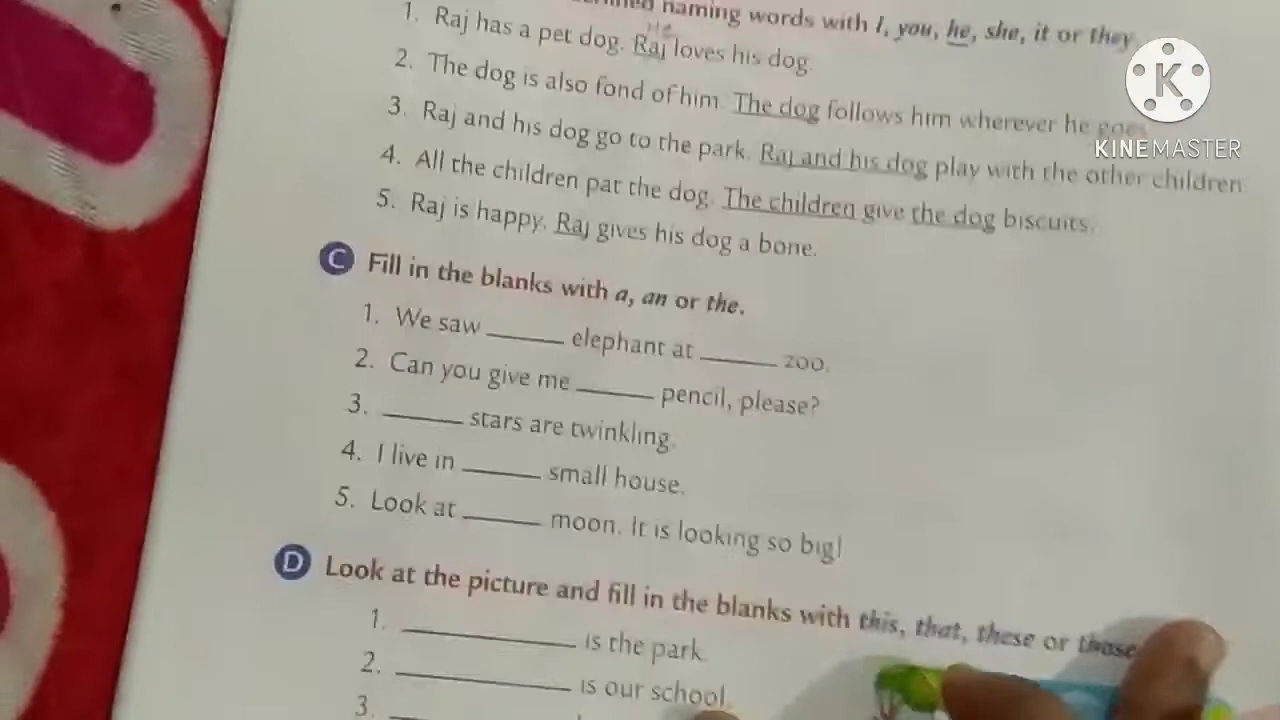 naming words with I, you, he, she, it or they
He
1. Raj has a pet dog. Raj loves his dog.
2. The dog is also fond of him. The dog follows him wherever he goes
3. Raj and his dog go to the park. Raj and his dog play with the other children
4. All the children pat the dog. The children give the dog biscuits.
5. Raj is happy. Raj gives his dog a bone.
C Fill in the blanks with a, an or the.
1. We saw ______ elephant at ______ zoo.
2. Can you give me ______ pencil, please?
3. ______ stars are twinkling.
4. I live in ______ small house.
5. Look at ______ moon. It is looking so big!
D Look at the picture and fill in the blanks with this, that, these or those
1. ______ is the park.
2. ______ is our school.
3. ______
K
KINEMASTER